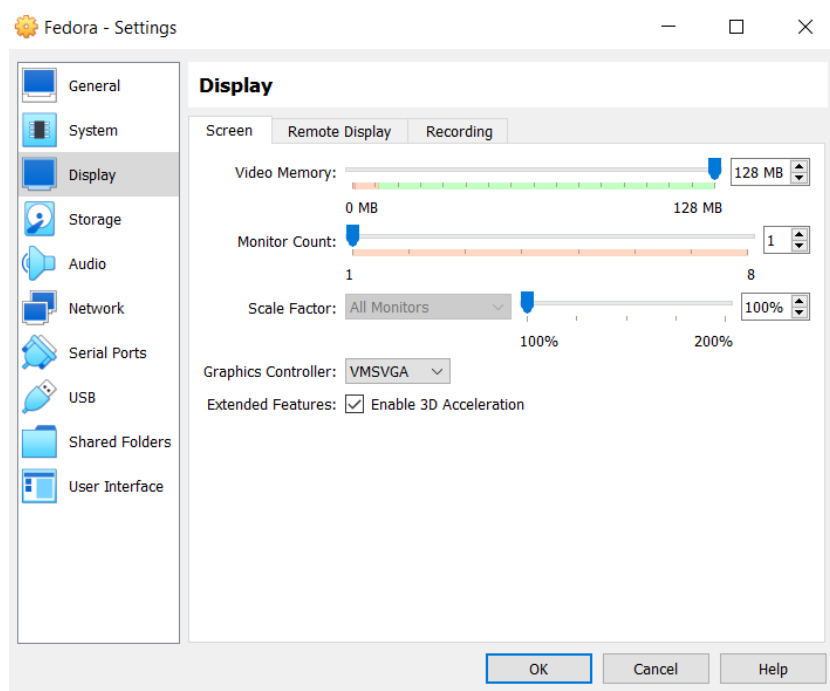 Fedora - Settings
General
System
Display
Storage
Audio
Network
Serial Ports
USB
Shared Folders
User Interface
Display
Screen Remote Display Recording
Video Memory: 128 MB
0 MB 128 MB
Monitor Count: 1
1 8
Scale Factor: All Monitors 100%
100% 200%
Graphics Controller: VMSVGA
Extended Features: Enable 3D Acceleration
OK Cancel Help